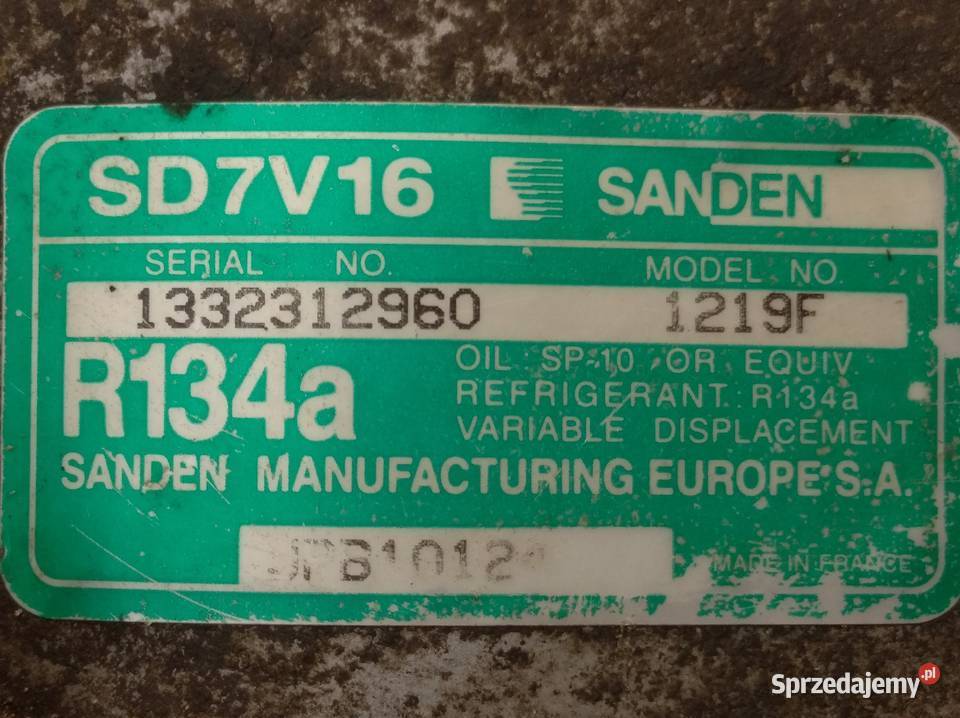 SD7V16 SANDEN
SERIAL NO. MODEL NO.
1332312960 1219F
R134a
OIL SP-10 OR EQUIV.
REFRIGERANT R134a
VARIABLE DISPLACEMENT
SANDEN MANUFACTURING EUROPE S.A.
MADE IN FRANCE
Sprzedajemy.pl